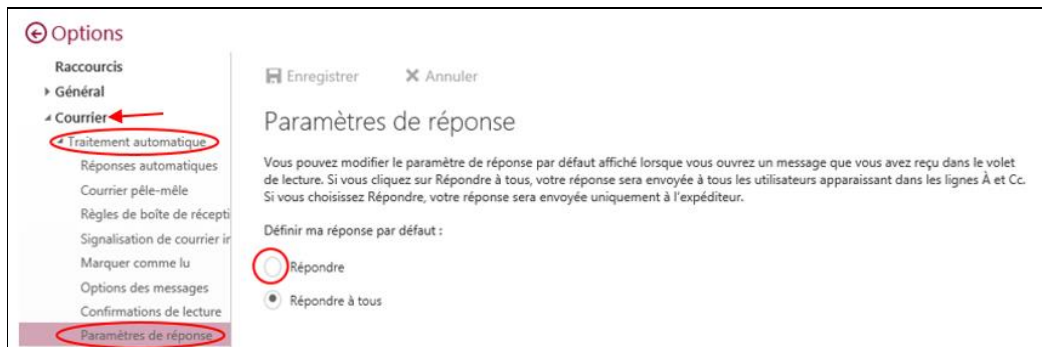 Options
Raccourcis
Général
Courrier
Traitement automatique
Réponses automatiques
Courrier pêle-mêle
Règles de boîte de récepti
Signalisation de courrier ir
Marquer comme lu
Options des messages
Confirmations de lecture
Paramètres de réponse
Enregistrer Annuler
Paramètres de réponse
Vous pouvez modifier le paramètre de réponse par défaut affiché lorsque vous ouvrez un message que vous avez reçu dans le volet
de lecture. Si vous cliquez sur Répondre à tous, votre réponse sera envoyée à tous les utilisateurs apparaissant dans les lignes À et Cc.
Si vous choisissez Répondre, votre réponse sera envoyée uniquement à l'expéditeur.
Définir ma réponse par défaut :
Répondre
Répondre à tous